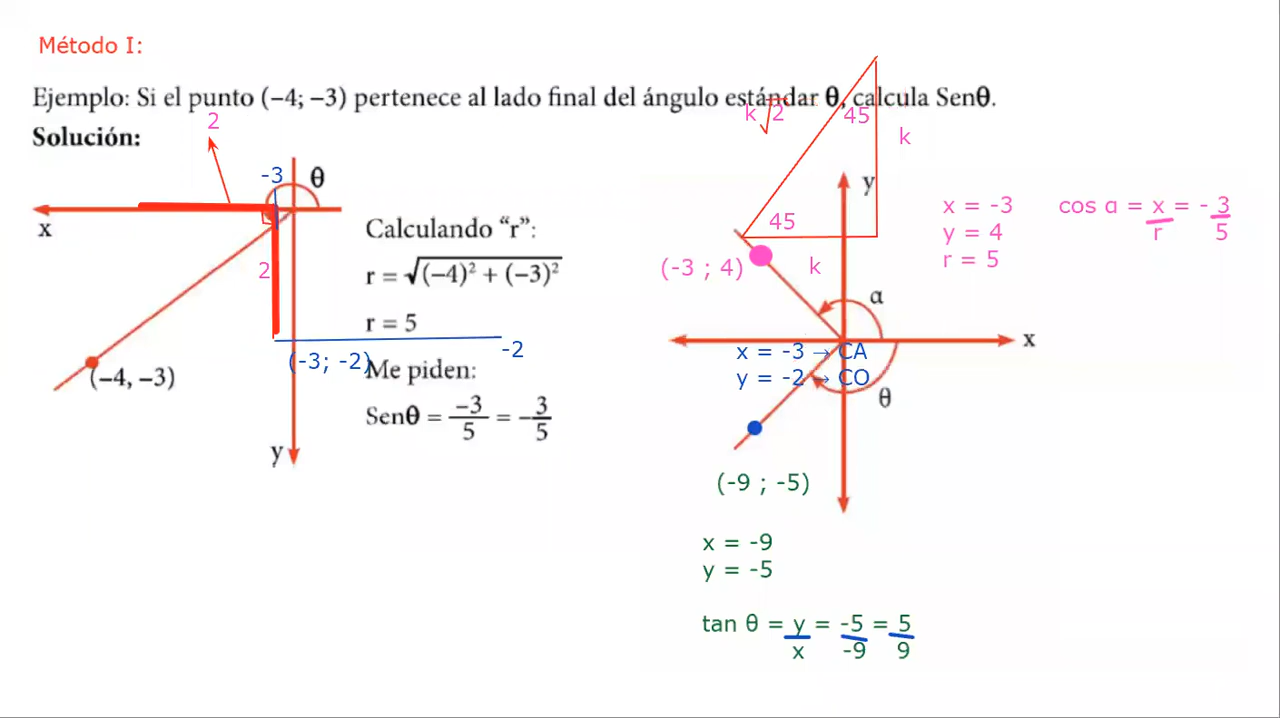 Método I:
Ejemplo: Si el punto (−4; −3) pertenece al lado final del ángulo estándar θ, calcula Senθ.
Solución:
2
-3
θ
x
2
(-3; -2)
-2
(−4, −3)
y
Calculando “r”:
r = √(−4)² + (−3)²
r = 5
Me piden:
Senθ = −3/5 = −3/5
k√2
45
k
45
k
y
(-3 ; 4)
α
x
x = -3 → CA
y = -2 → CO
θ
(-9 ; -5)
x = -3
y = 4
r = 5
cos α = x/r = -3/5
x = -9
y = -5
tan θ = y/x = -5/-9 = 5/9